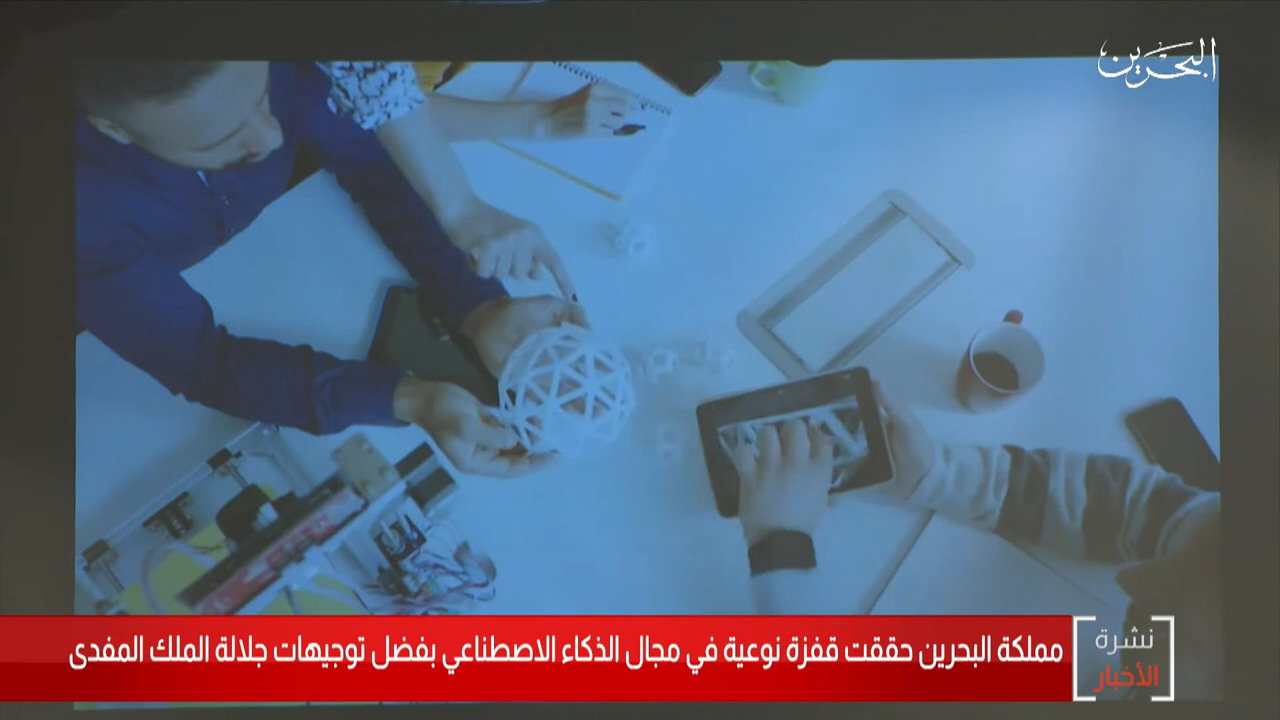 البحرين
نشرة
الأخبار
مملكة البحرين حققت قفزة نوعية في مجال الذكاء الاصطناعي بفضل توجيهات جلالة الملك المفدى